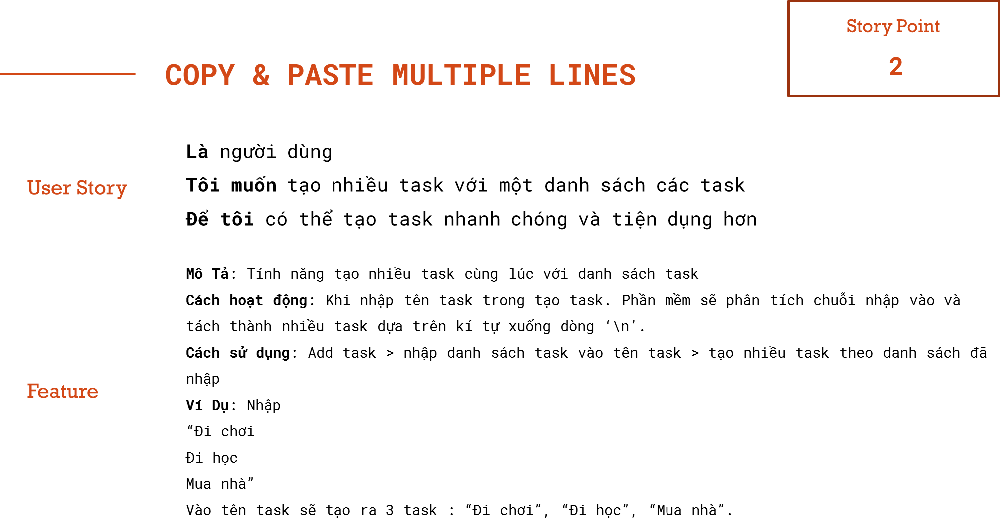 Story Point
2
COPY & PASTE MULTIPLE LINES
User Story
Là người dùng
Tôi muốn tạo nhiều task với một danh sách các task
Để tôi có thể tạo task nhanh chóng và tiện dụng hơn
Feature
Mô Tả: Tính năng tạo nhiều task cùng lúc với danh sách task
Cách hoạt động: Khi nhập tên task trong tạo task. Phần mềm sẽ phân tích chuỗi nhập vào và
tách thành nhiều task dựa trên kí tự xuống dòng ‘\n’.
Cách sử dụng: Add task > nhập danh sách task vào tên task > tạo nhiều task theo danh sách đã
nhập
Ví Dụ: Nhập
“Đi chơi
Đi học
Mua nhà”
Vào tên task sẽ tạo ra 3 task : “Đi chơi”, “Đi học”, “Mua nhà”.